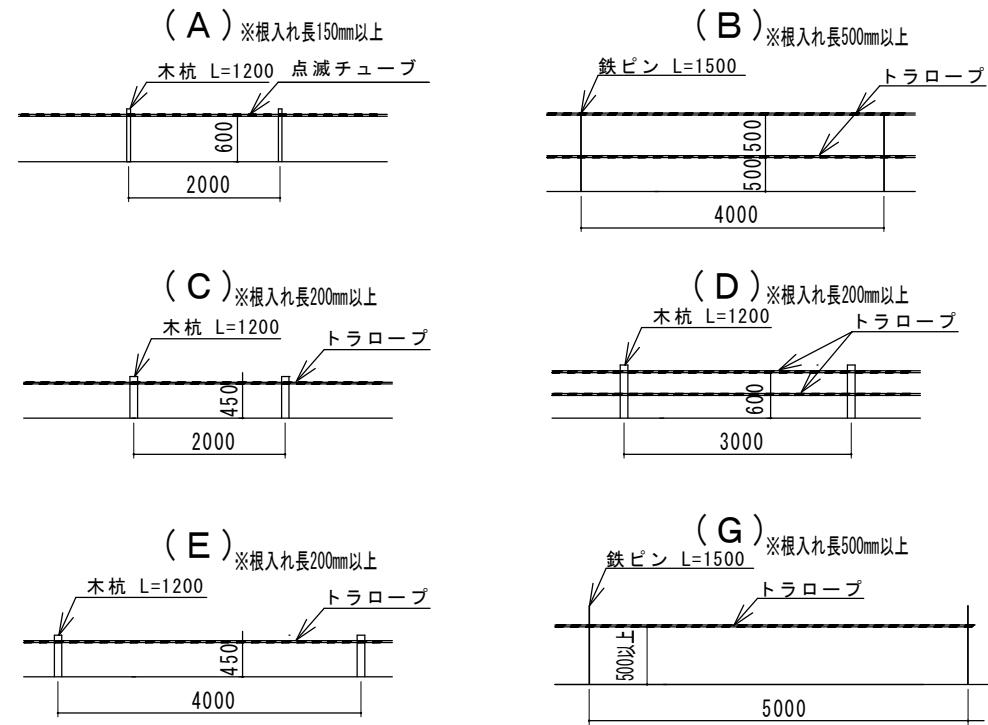 (A)※根入れ長150mm以上
木杭 L=1200 点滅チューブ
600
2000
(B)※根入れ長500mm以上
鉄ピン L=1500
トラロープ
500
500
4000
(C)※根入れ長200mm以上
木杭 L=1200
トラロープ
450
2000
(D)※根入れ長200mm以上
木杭 L=1200
トラロープ
600
3000
(E)※根入れ長200mm以上
木杭 L=1200
トラロープ
450
4000
(G)※根入れ長500mm以上
鉄ピン L=1500
トラロープ
500以上
5000